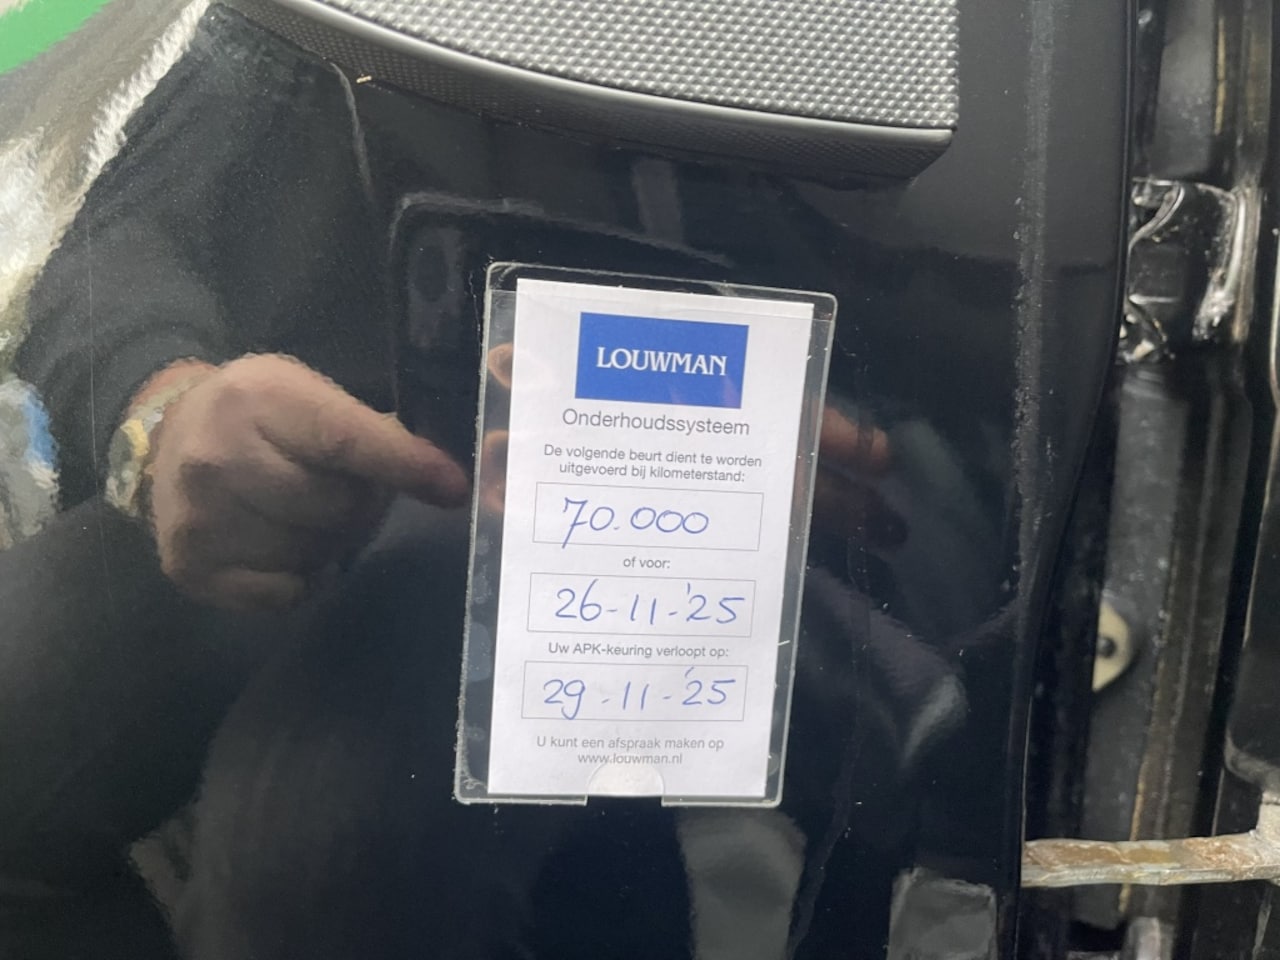 LOUWMAN
Onderhoudssysteem
De volgende beurt dient te worden
uitgevoerd bij kilometerstand:
70.000
of voor:
26-11-'25
Uw APK-keuring verloopt op:
29-11-'25
U kunt een afspraak maken op
www.louwman.nl